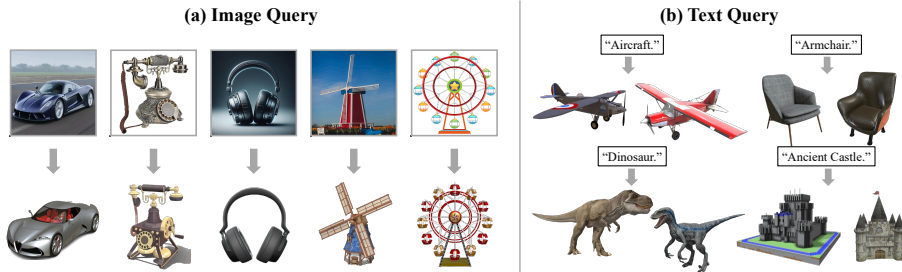 (a) Image Query
(b) Text Query
“Aircraft.”
“Armchair.”
“Dinosaur.”
“Ancient Castle.”